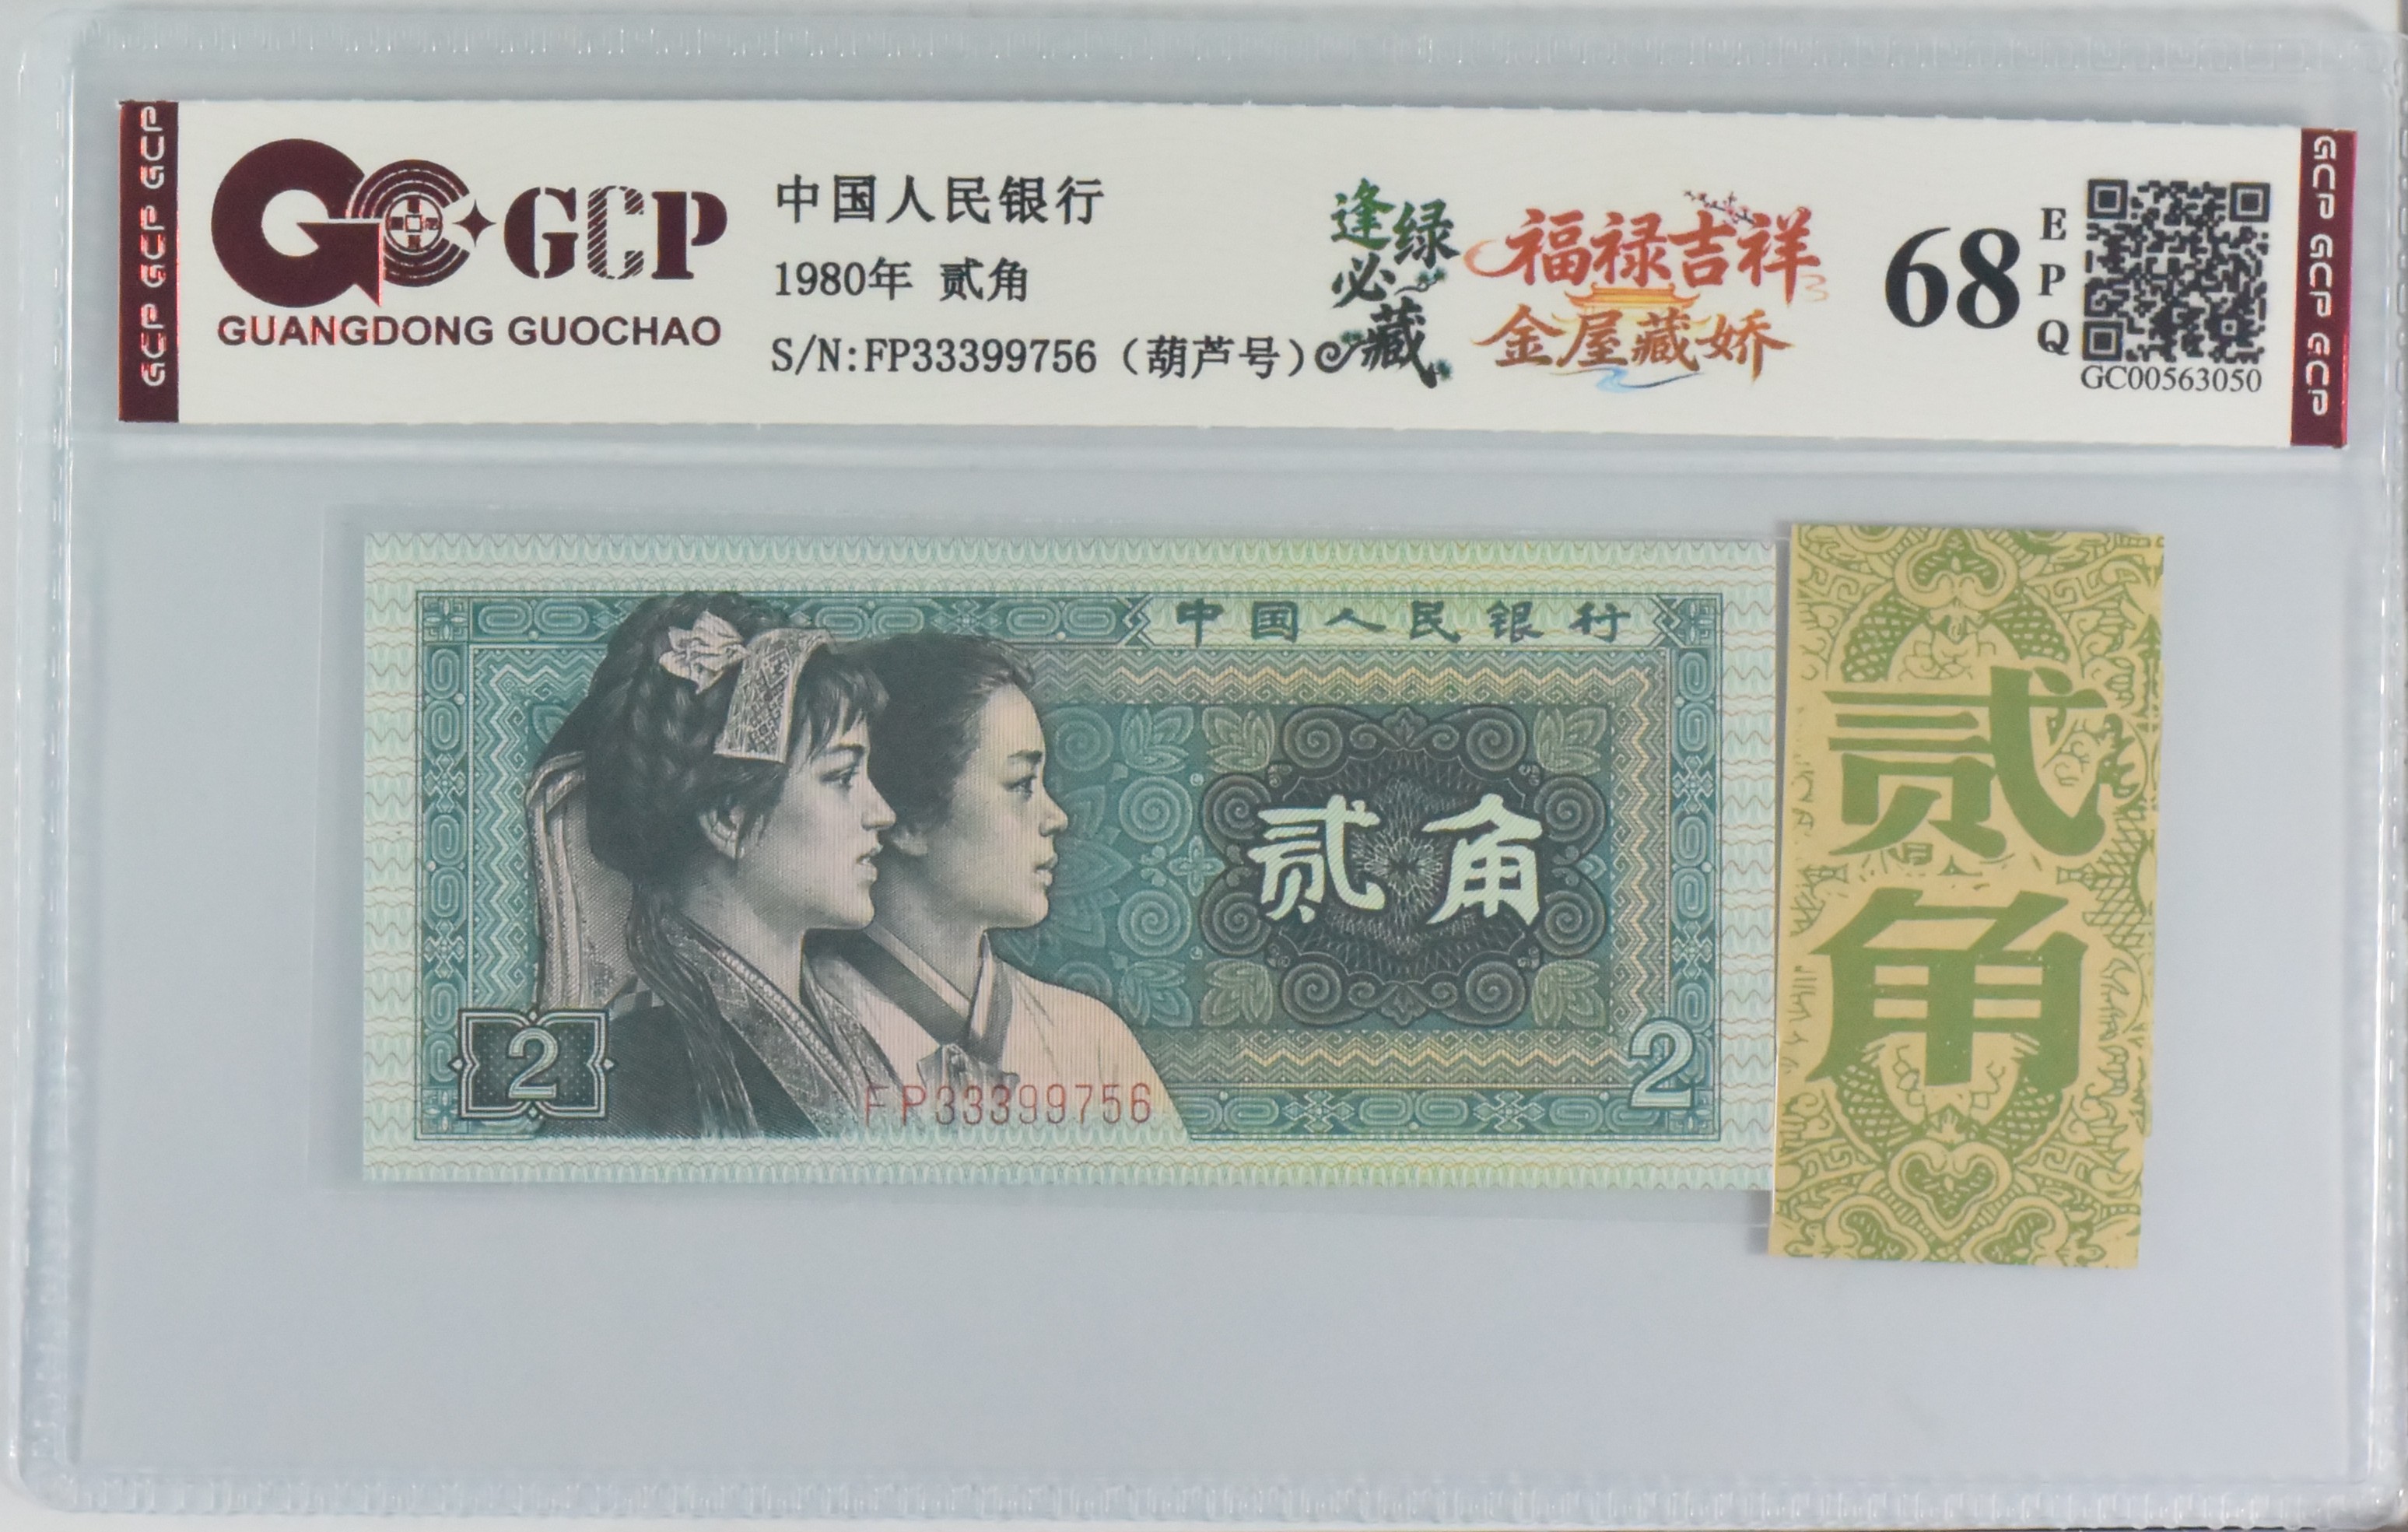 GCP GCP GCP
GC GCP
GUANGDONG GUOCHAO
中国人民银行
1980年 贰角
S/N:FP33399756（葫芦号）
逢绿必藏
福禄吉祥
金屋藏娇
68
EPQ
GC00563050
GCP GCP GCP
中国人民银行
贰角
2
2
FP33399756
贰角